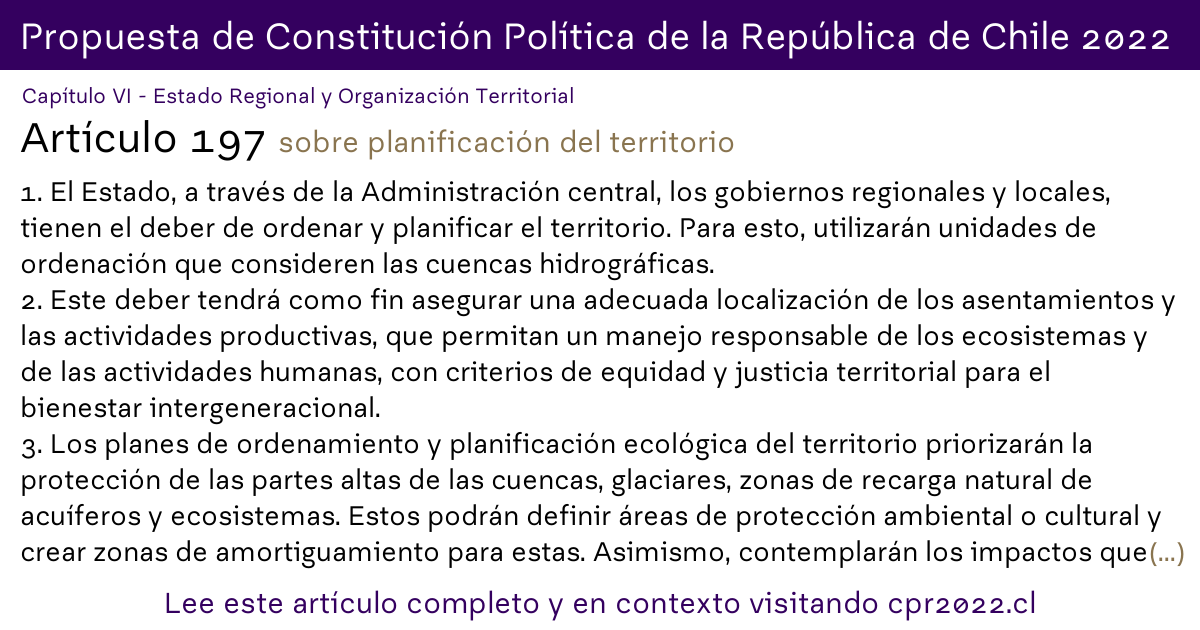 Propuesta de Constitución Política de la República de Chile 2022
Capítulo VI - Estado Regional y Organización Territorial
Artículo 197 sobre planificación del territorio
1. El Estado, a través de la Administración central, los gobiernos regionales y locales,
tienen el deber de ordenar y planificar el territorio. Para esto, utilizarán unidades de
ordenación que consideren las cuencas hidrográficas.
2. Este deber tendrá como fin asegurar una adecuada localización de los asentamientos y
las actividades productivas, que permitan un manejo responsable de los ecosistemas y
de las actividades humanas, con criterios de equidad y justicia territorial para el
bienestar intergeneracional.
3. Los planes de ordenamiento y planificación ecológica del territorio priorizarán la
protección de las partes altas de las cuencas, glaciares, zonas de recarga natural de
acuíferos y ecosistemas. Estos podrán definir áreas de protección ambiental o cultural y
crear zonas de amortiguamiento para estas. Asimismo, contemplarán los impactos que(...)
Lee este artículo completo y en contexto visitando cpr2022.cl